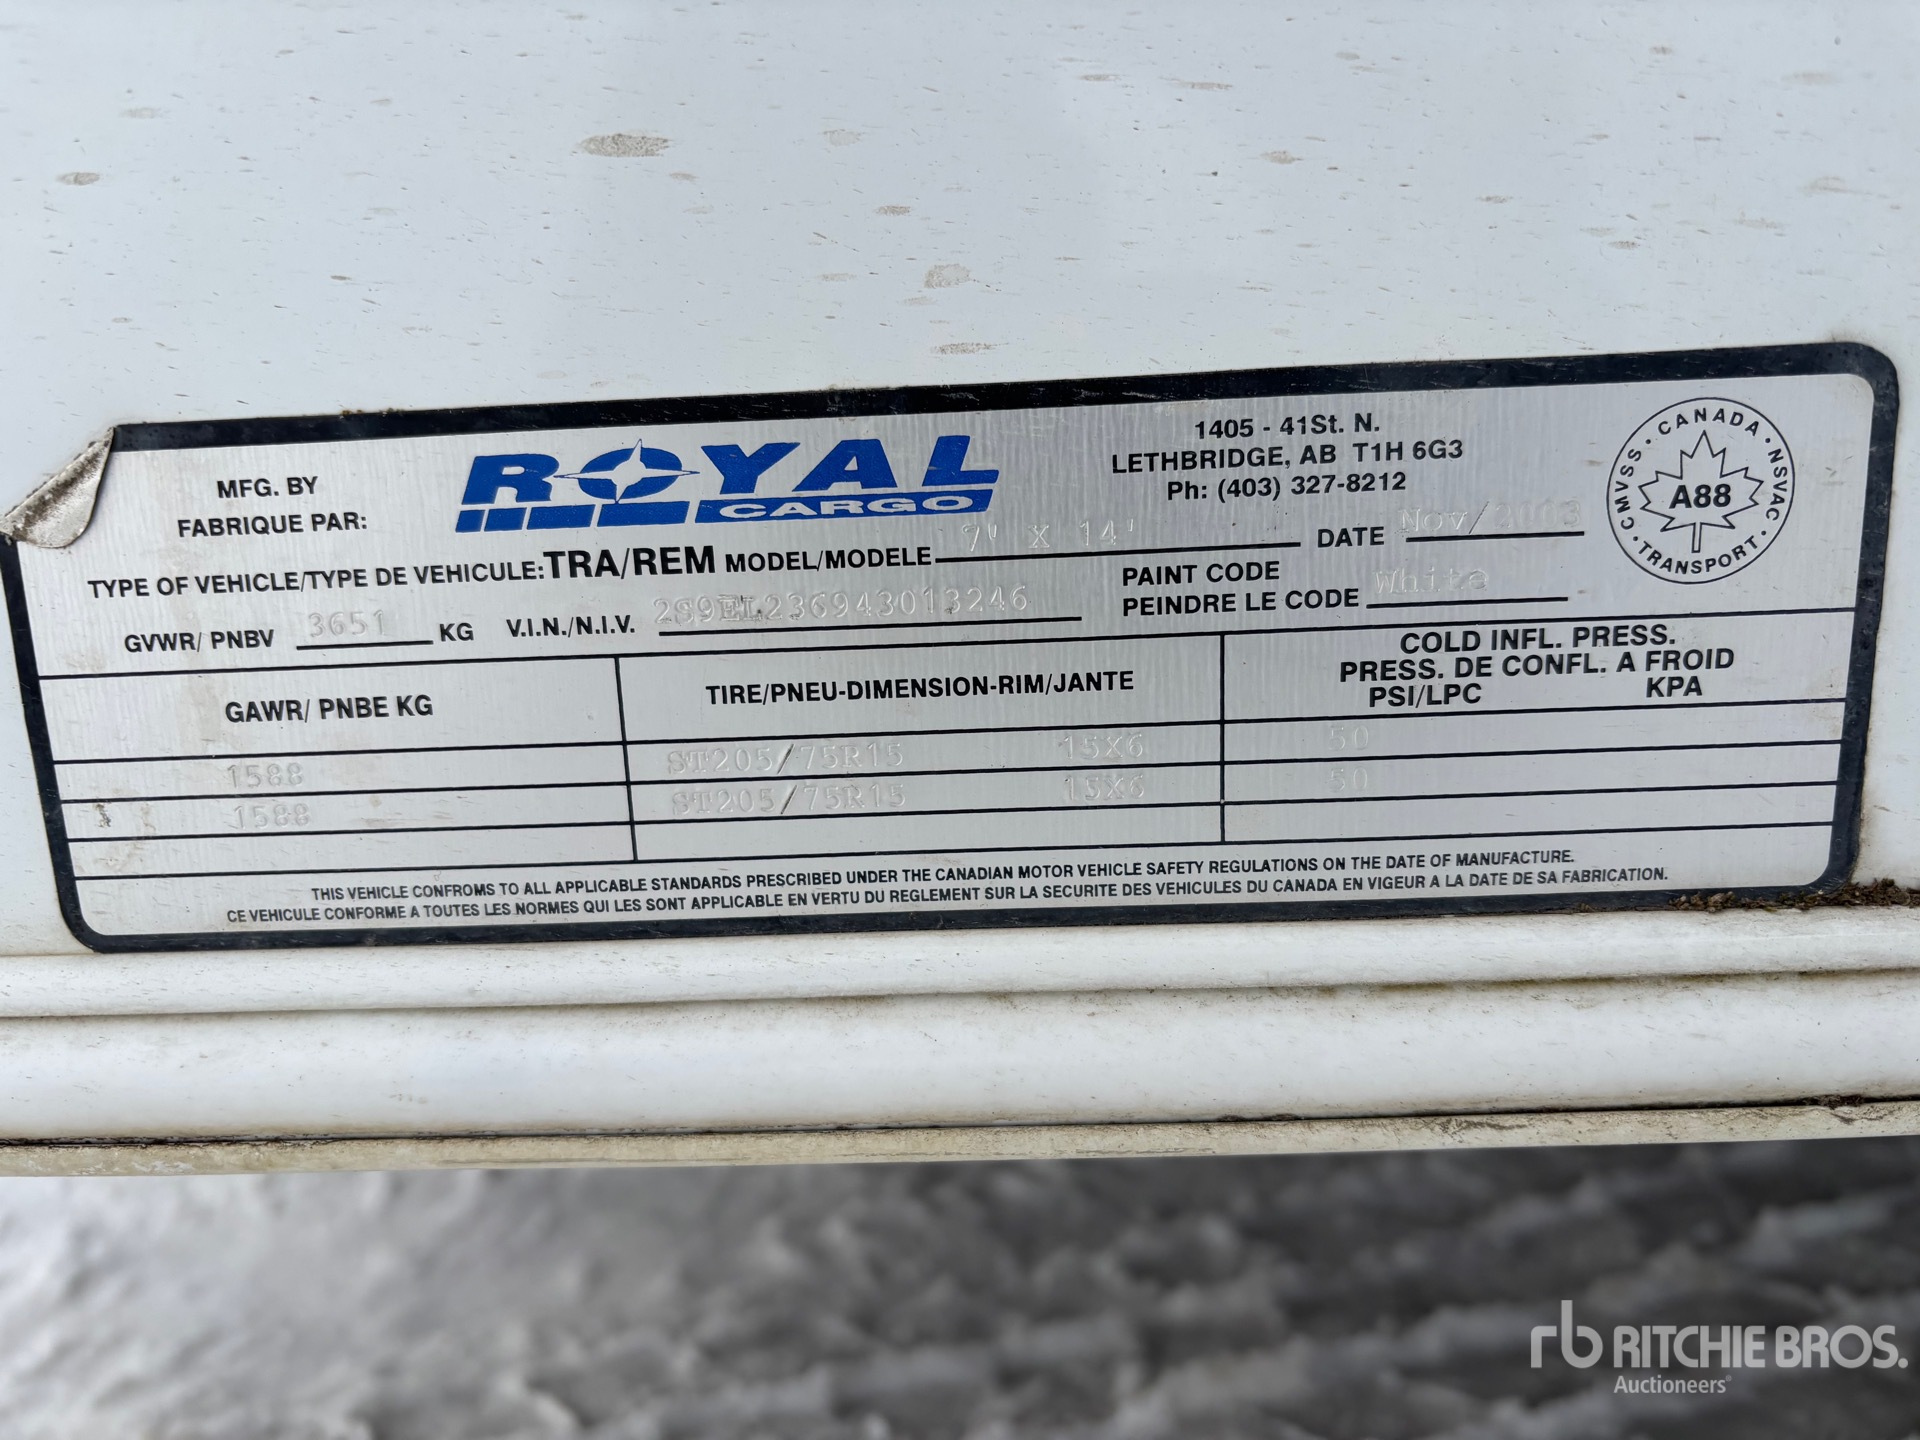 MFG. BY
FABRIQUE PAR:
ROYAL
CARGO
1405 - 41St. N.
LETHBRIDGE, AB T1H 6G3
Ph: (403) 327-8212
CMVSS · CANADA · NSVAC · TRANSPORT ·
A88
TYPE OF VEHICLE/TYPE DE VEHICULE: TRA/REM MODEL/MODELE 7' X 14' DATE Nov/2003
GVWR/ PNBV 3651 KG V.I.N./N.I.V. 2S9EL236943013246
PAINT CODE
PEINDRE LE CODE White
GAWR/ PNBE KG TIRE/PNEU-DIMENSION-RIM/JANTE
COLD INFL. PRESS.
PRESS. DE CONFL. A FROID
PSI/LPC KPA
1588 ST205/75R15 15X6 50
1588 ST205/75R15 15X6 50
THIS VEHICLE CONFROMS TO ALL APPLICABLE STANDARDS PRESCRIBED UNDER THE CANADIAN MOTOR VEHICLE SAFETY REGULATIONS ON THE DATE OF MANUFACTURE.
CE VEHICULE CONFORME A TOUTES LES NORMES QUI LES SONT APPLICABLE EN VERTU DU REGLEMENT SUR LA SECURITE DES VEHICULES DU CANADA EN VIGEUR A LA DATE DE SA FABRICATION.
rb RITCHIE BROS.
Auctioneers